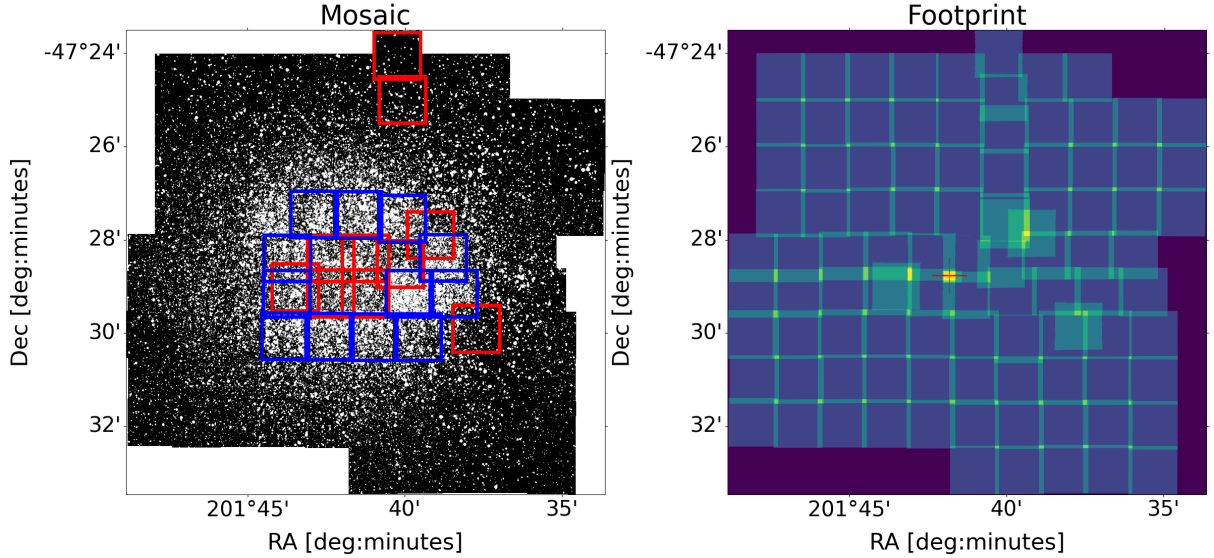 Mosaic
Footprint
-47°24'
26'
28'
30'
32'
Dec [deg:minutes]
201°45'
40'
35'
RA [deg:minutes]
-47°24'
26'
28'
30'
32'
Dec [deg:minutes]
201°45'
40'
35'
RA [deg:minutes]